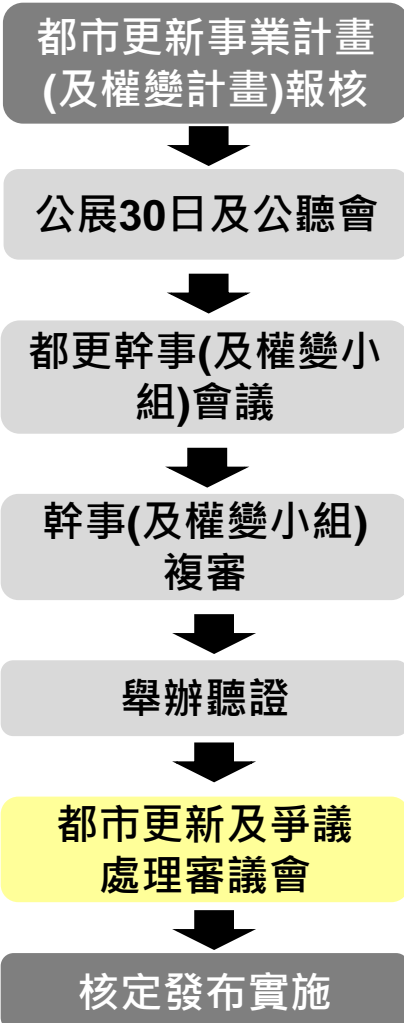 都市更新事業計畫
(及權變計畫)報核
公展30日及公聽會
都更幹事(及權變小
組)會議
幹事(及權變小組)
複審
舉辦聽證
都市更新及爭議
處理審議會
核定發布實施